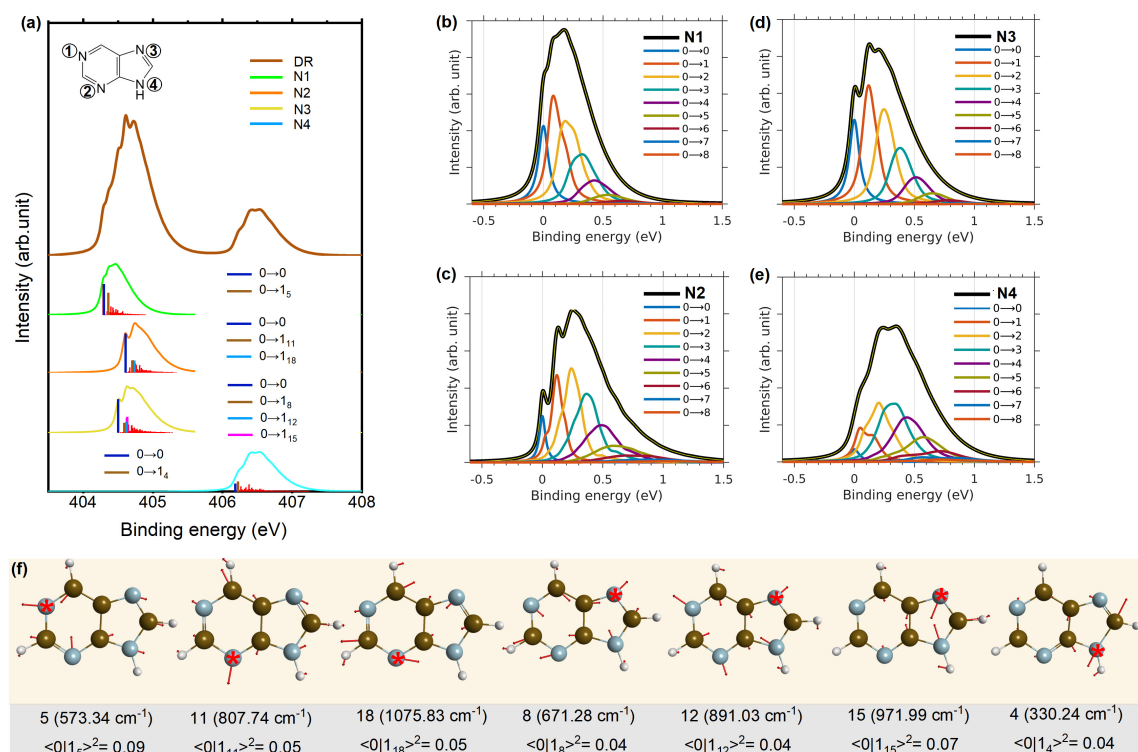 (a)
① N
N ③
② N
N ④
H
DR
N1
N2
N3
N4
0→0
0→1₅
0→0
0→1₁₁
0→1₁₈
0→0
0→1₈
0→1₁₂
0→1₁₅
0→0
0→1₄
404 405 406 407 408
Binding energy (eV)
Intensity (arb.unit)
(b)
N1
0→0
0→1
0→2
0→3
0→4
0→5
0→6
0→7
0→8
-0.5 0 0.5 1 1.5
Binding energy (eV)
Intensity (arb. unit)
(d)
N3
0→0
0→1
0→2
0→3
0→4
0→5
0→6
0→7
0→8
-0.5 0 0.5 1 1.5
Binding energy (eV)
Intensity (arb. unit)
(c)
N2
0→0
0→1
0→2
0→3
0→4
0→5
0→6
0→7
0→8
-0.5 0 0.5 1 1.5
Binding energy (eV)
Intensity (arb. unit)
(e)
N4
0→0
0→1
0→2
0→3
0→4
0→5
0→6
0→7
0→8
-0.5 0 0.5 1 1.5
Binding energy (eV)
Intensity (arb. unit)
(f)
* * * * * * *
5 (573.34 cm⁻¹) 11 (807.74 cm⁻¹) 18 (1075.83 cm⁻¹) 8 (671.28 cm⁻¹) 12 (891.03 cm⁻¹) 15 (971.99 cm⁻¹) 4 (330.24 cm⁻¹)
<0|1₅>²= 0.09 <0|1₁₁>²= 0.05 <0|1₁₈>²= 0.05 <0|1₈>²= 0.04 <0|1₁₂>²= 0.04 <0|1₁₅>²= 0.07 <0|1₄>²= 0.04